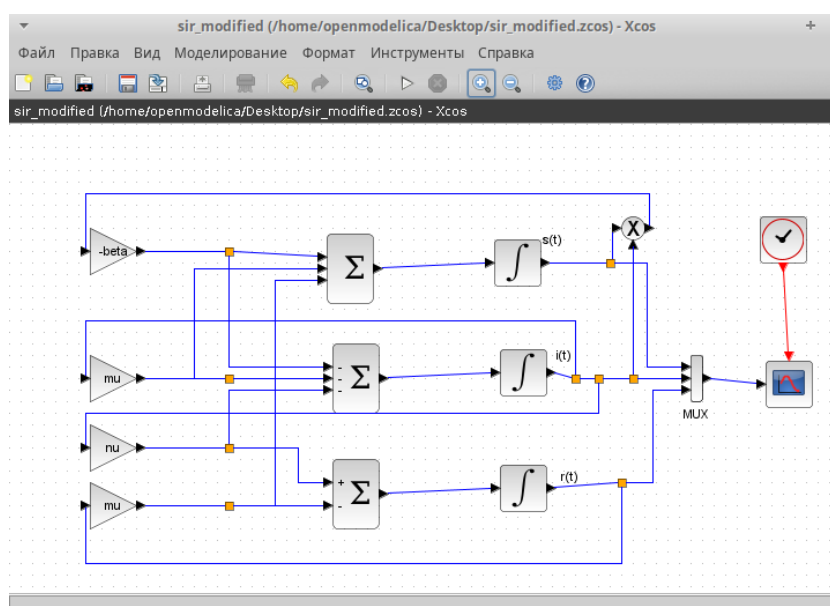 sir_modified (/home/openmodelica/Desktop/sir_modified.zcos) - Xcos
Файл Правка Вид Моделирование Формат Инструменты Справка
sir_modified (/home/openmodelica/Desktop/sir_modified.zcos) - Xcos
-beta
Σ
∫
s(t)
X
mu
-
-
-
Σ
∫
i(t)
MUX
nu
mu
+
-
Σ
∫
r(t)